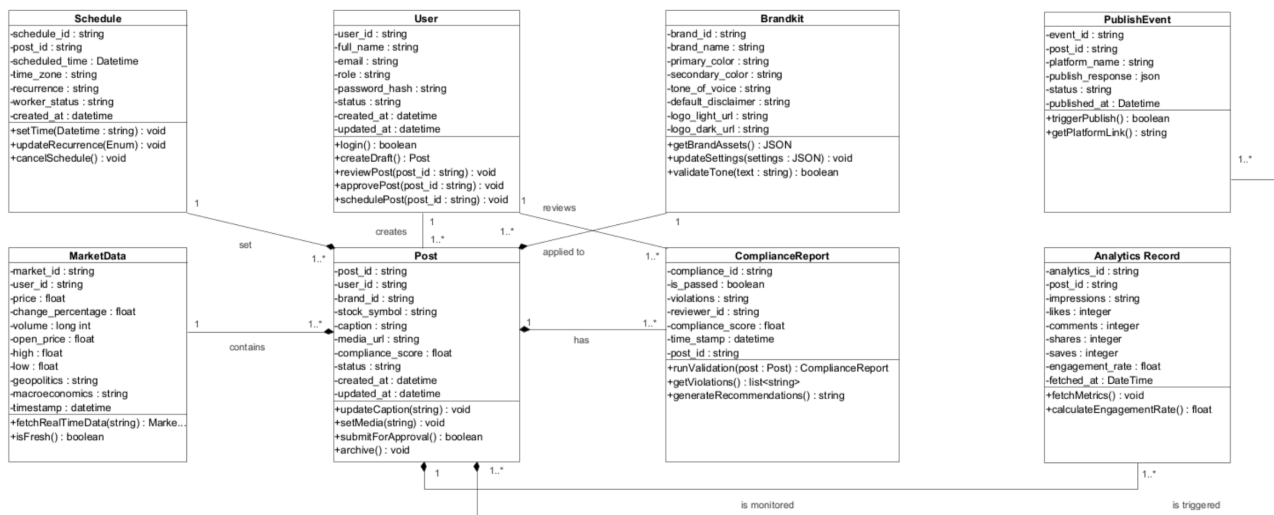 Schedule
-schedule_id : string
-post_id : string
-scheduled_time : Datetime
-time_zone : string
-recurrence : string
-worker_status : string
-created_at : datetime
+setTime(Datetime : string) : void
+updateRecurrence(Enum) : void
+cancelSchedule() : void
User
-user_id : string
-full_name : string
-email : string
-role : string
-password_hash : string
-status : string
-created_at : datetime
-updated_at : datetime
+login() : boolean
+createDraft() : Post
+reviewPost(post_id : string) : void
+approvePost(post_id : string) : void
+schedulePost(post_id : string) : void
Brandkit
-brand_id : string
-brand_name : string
-primary_color : string
-secondary_color : string
-tone_of_voice : string
-default_disclaimer : string
-logo_light_url : string
-logo_dark_url : string
+getBrandAssets() : JSON
+updateSettings(settings : JSON) : void
+validateTone(text : string) : boolean
PublishEvent
-event_id : string
-post_id : string
-platform_name : string
-publish_response : json
-status : string
-published_at : Datetime
+triggerPublish() : boolean
+getPlatformLink() : string
1..*
1
set
1..*
1
creates
1..*
1
reviews
1..*
1..*
applied to
1
MarketData
-market_id : string
-user_id : string
-price : float
-change_percentage : float
-volume : long int
-open_price : float
-high : float
-low : float
-geopolitics : string
-macroeconomics : string
-timestamp : datetime
+fetchRealTimeData(string) : Marke...
+isFresh() : boolean
1
contains
1..*
Post
-post_id : string
-user_id : string
-brand_id : string
-stock_symbol : string
-caption : string
-media_url : string
-compliance_score : float
-status : string
-created_at : datetime
-updated_at : datetime
+updateCaption(string) : void
+setMedia(string) : void
+submitForApproval() : boolean
+archive() : void
1
has
1..*
ComplianceReport
-compliance_id : string
-is_passed : boolean
-violations : string
-reviewer_id : string
-compliance_score : float
-time_stamp : datetime
-post_id : string
+runValidation(post : Post) : ComplianceReport
+getViolations() : list<string>
+generateRecommendations() : string
Analytics Record
-analytics_id : string
-post_id : string
-impressions : string
-likes : integer
-comments : integer
-shares : integer
-saves : integer
-engagement_rate : float
-fetched_at : DateTime
+fetchMetrics() : void
+calculateEngagementRate() : float
1
1..*
1..*
is monitored
is triggered